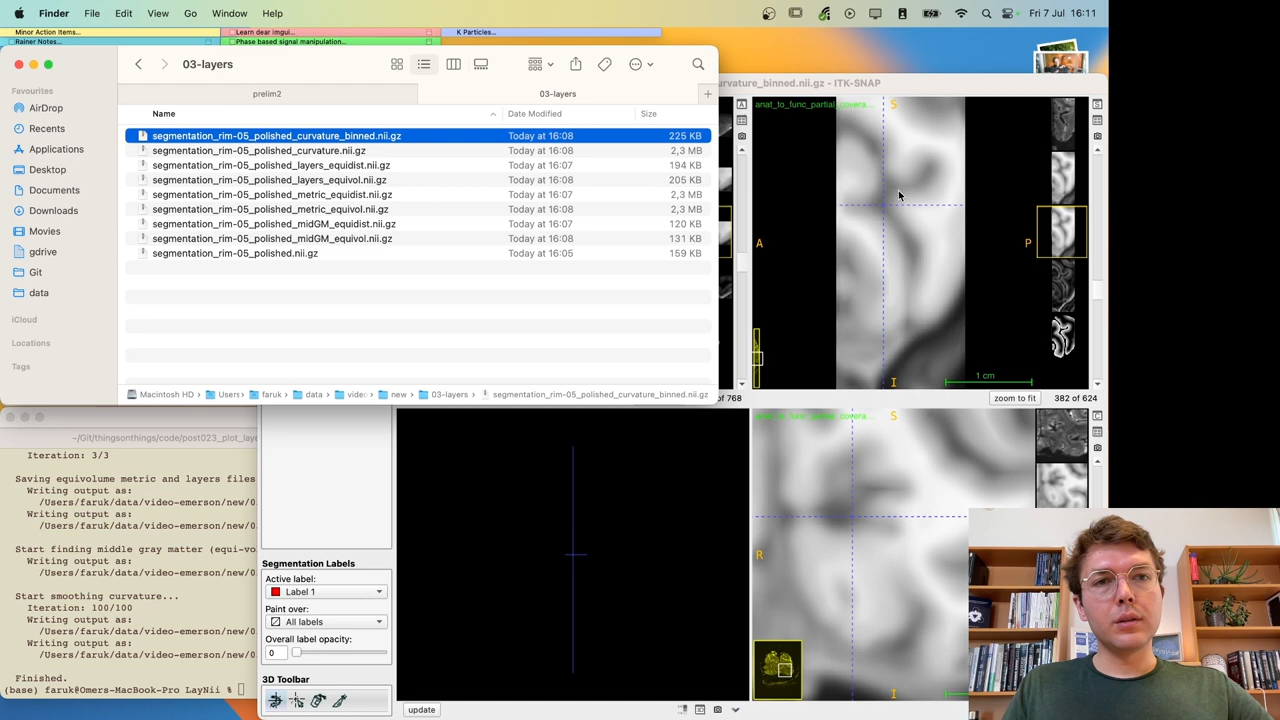 Finder File Edit View Go Window Help Fri 7 Jul 16:11
Minor Action Items... Learn dear imgui... K Particles...
Rainer Notes... Phase based signal manipulation...
03-layers
prelim2 03-layers
urvature_binned.nii.gz - ITK-SNAP
Favourites
AirDrop
Recents
Applications
Desktop
Documents
Downloads
Movies
gdrive
Git
data
iCloud
Locations
Tags
Name Date Modified Size
segmentation_rim-05_polished_curvature_binned.nii.gz Today at 16:08 225 KB
segmentation_rim-05_polished_curvature.nii.gz Today at 16:08 2,3 MB
segmentation_rim-05_polished_layers_equidist.nii.gz Today at 16:07 194 KB
segmentation_rim-05_polished_layers_equivol.nii.gz Today at 16:08 205 KB
segmentation_rim-05_polished_metric_equidist.nii.gz Today at 16:07 2,3 MB
segmentation_rim-05_polished_metric_equivol.nii.gz Today at 16:08 2,3 MB
segmentation_rim-05_polished_midGM_equidist.nii.gz Today at 16:07 120 KB
segmentation_rim-05_polished_midGM_equivol.nii.gz Today at 16:08 131 KB
segmentation_rim-05_polished.nii.gz Today at 16:05 159 KB
Macintosh HD Users faruk data vide new 03-layers segmentation_rim-05_polished_curvature_binned.nii.gz
anat_to_func_partial_covera...
S
A
P
I
1 cm
of 768
zoom to fit 382 of 624
A
S
~/Git/thingsonthings/code/post023_plot_laye
Iteration: 3/3
Saving equivolume metric and layers files
Writing output as:
/Users/faruk/data/video-emerson/new/0
Writing output as:
/Users/faruk/data/video-emerson/new/0
Start finding middle gray matter (equi-vo
Writing output as:
/Users/faruk/data/video-emerson/new/0
Start smoothing curvature...
Iteration: 100/100
Writing output as:
/Users/faruk/data/video-emerson/new/0
Writing output as:
/Users/faruk/data/video-emerson/new/0
Finished.
(base) faruk@Omers-MacBook-Pro LayNii %
Segmentation Labels
Active label:
Label 1
Paint over:
All labels
Overall label opacity:
0
3D Toolbar
update
S
R
I
C